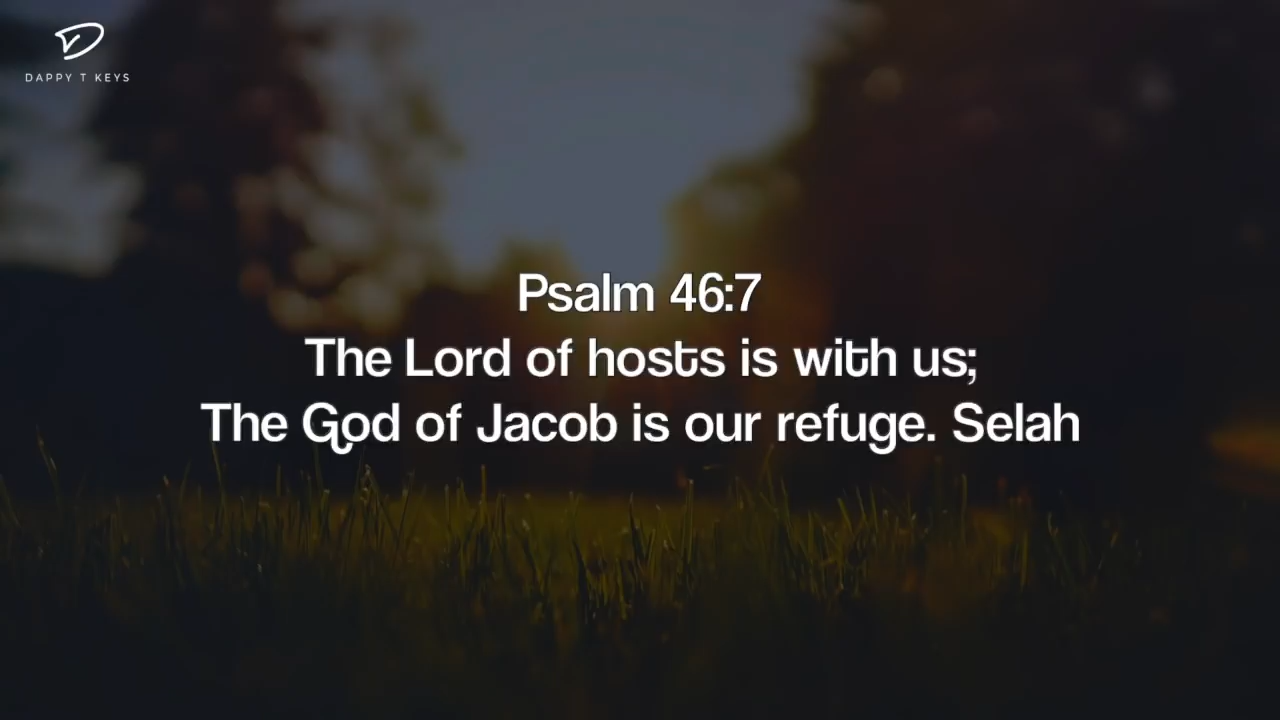 DAPPY T KEYS
Psalm 46:7
The Lord of hosts is with us;
The God of Jacob is our refuge. Selah